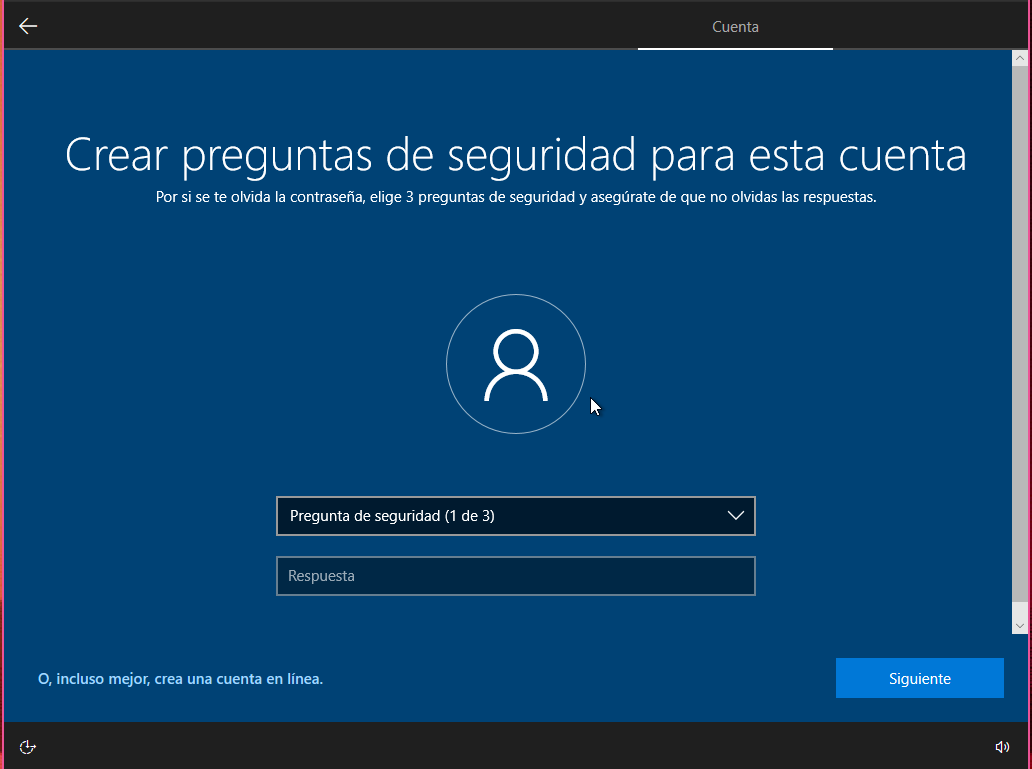 Cuenta
Crear preguntas de seguridad para esta cuenta
Por si se te olvida la contraseña, elige 3 preguntas de seguridad y asegúrate de que no olvidas las respuestas.
Pregunta de seguridad (1 de 3)
Respuesta
O, incluso mejor, crea una cuenta en línea.
Siguiente